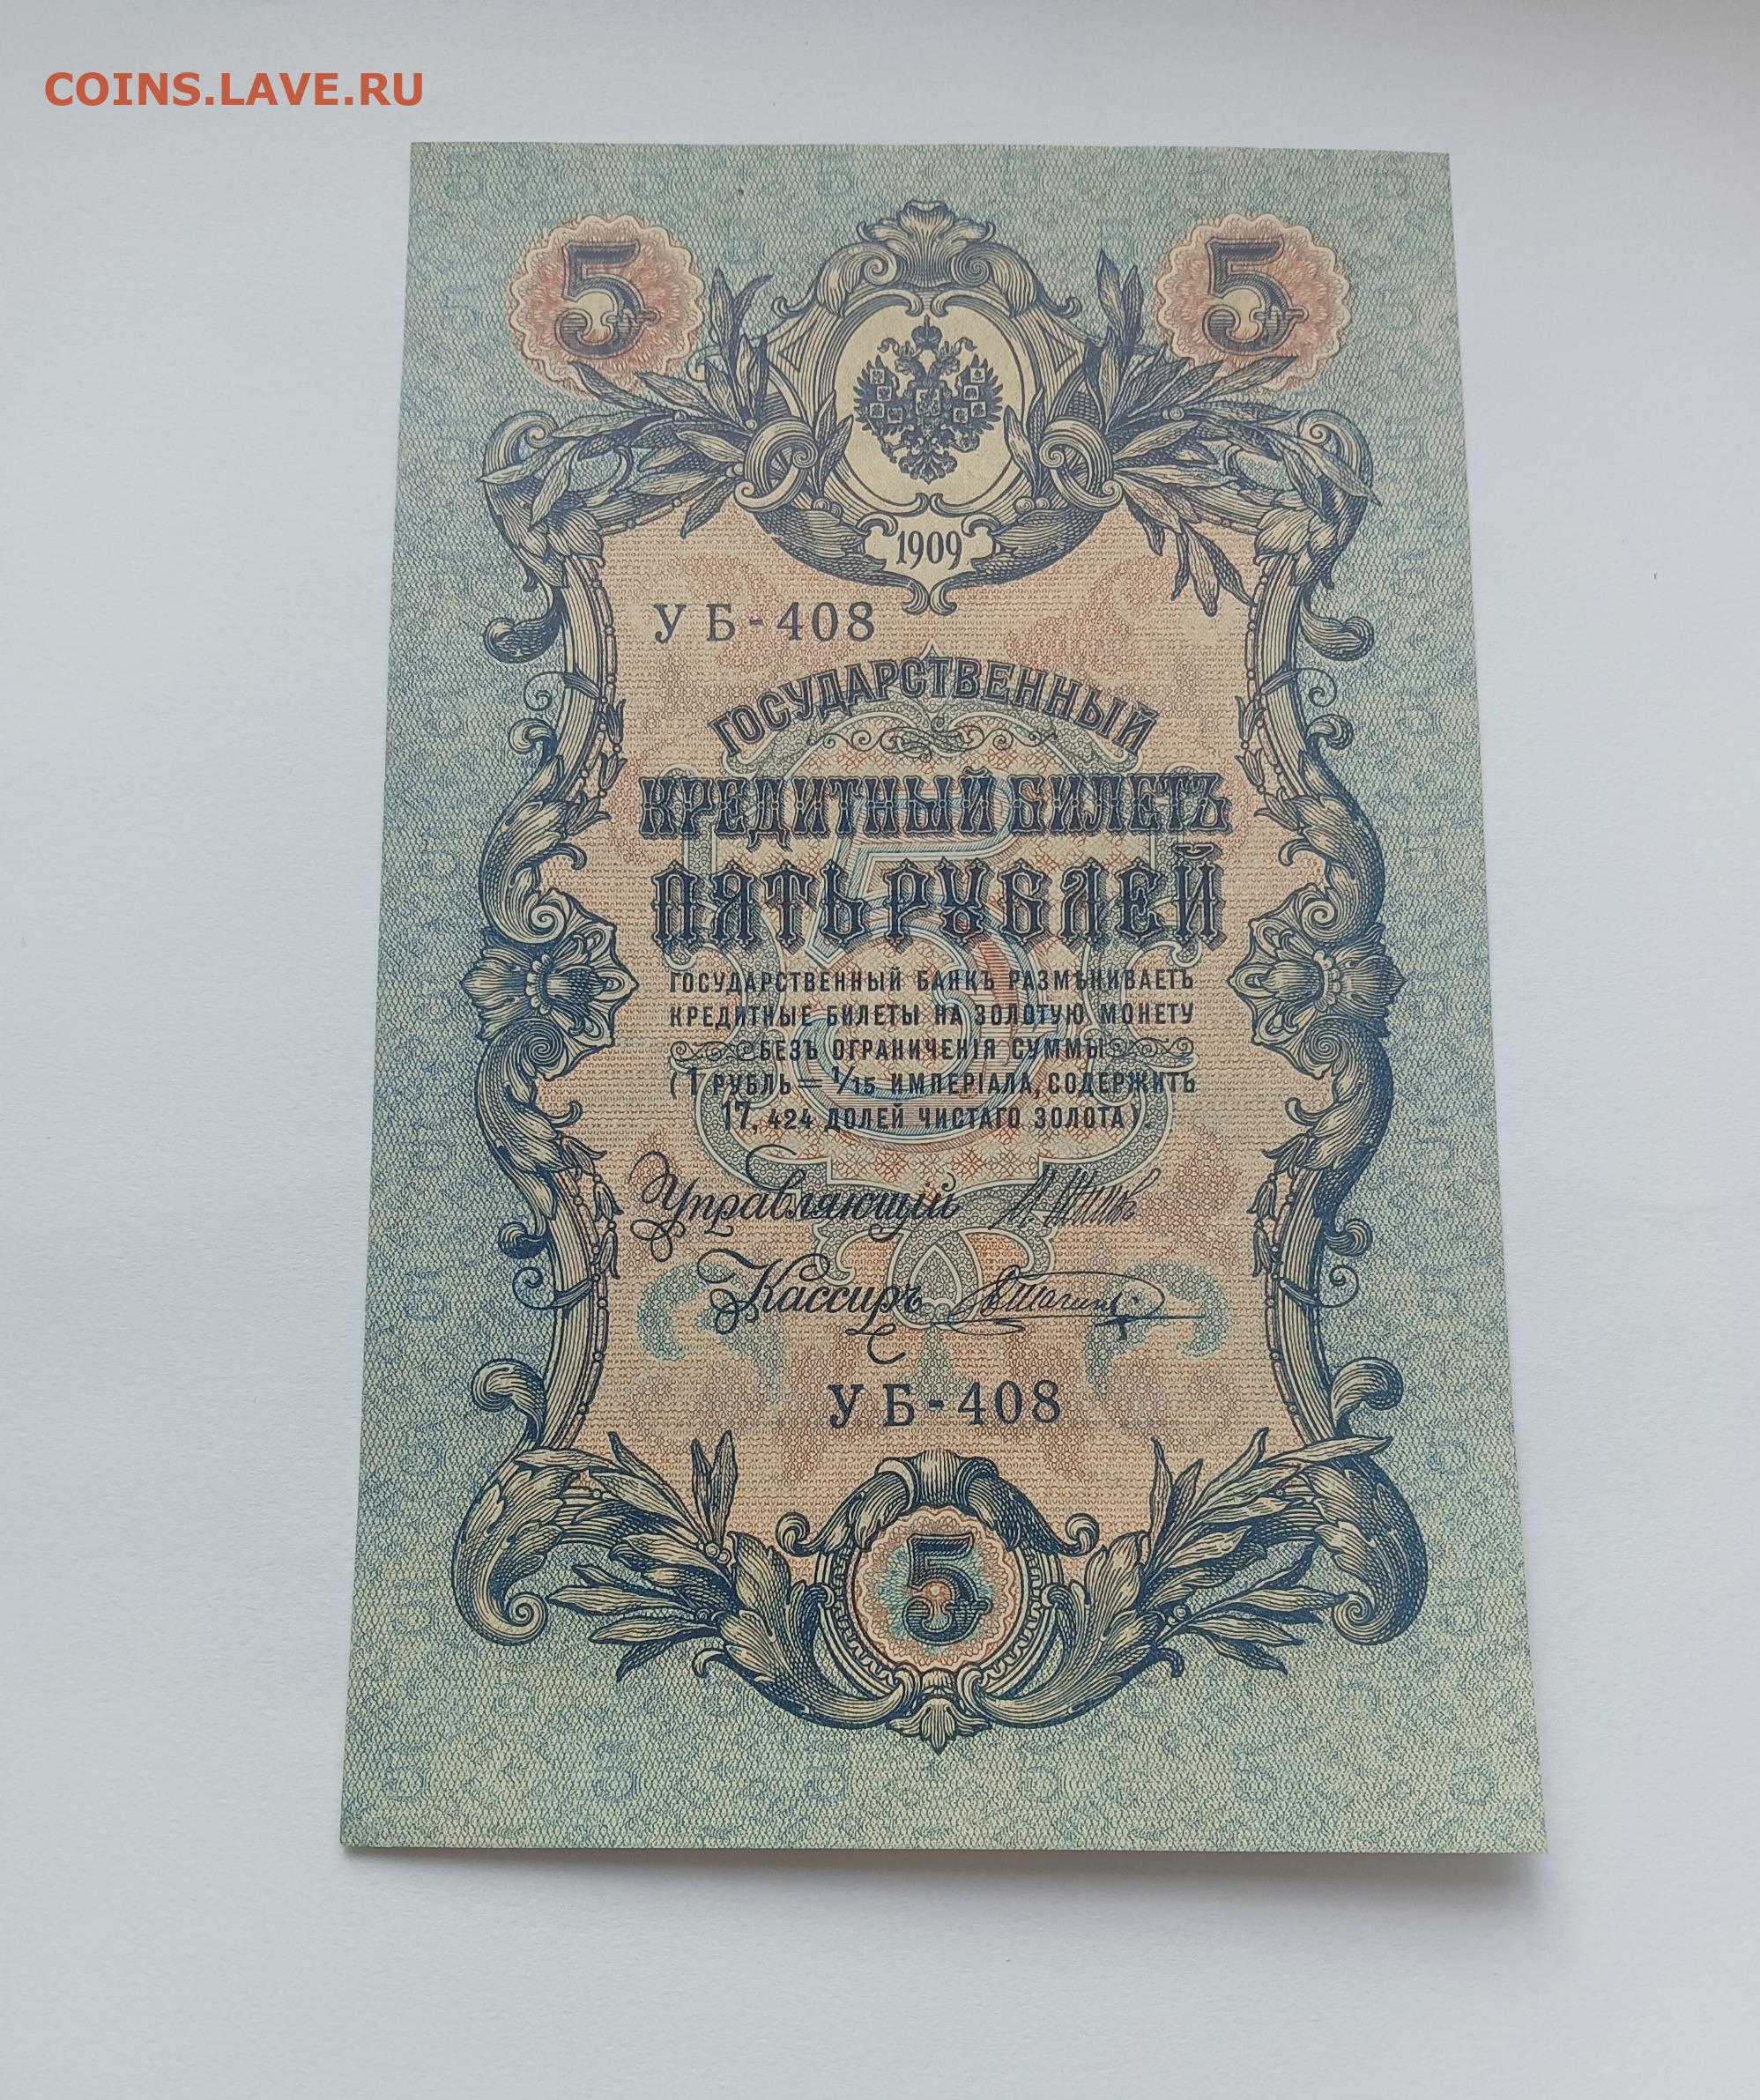 COINS.LAVE.RU
5 5
1909
УБ-408
ГОСУДАРСТВЕННЫЙ
КРЕДИТНЫЙ БИЛЕТЪ
ПЯТЬ РУБЛЕЙ
5
ГОСУДАРСТВЕННЫЙ БАНКЪ РАЗМѢНИВАЕТЪ
КРЕДИТНЫЕ БИЛЕТЫ НА ЗОЛОТУЮ МОНЕТУ
БЕЗЪ ОГРАНИЧЕНІЯ СУММЫ
(1 РУБЛЬ = 1/15 ИМПЕРІАЛА, СОДЕРЖИТЪ
17,424 ДОЛЕЙ ЧИСТАГО ЗОЛОТА).
Управляющій
Кассиръ
УБ-408
5